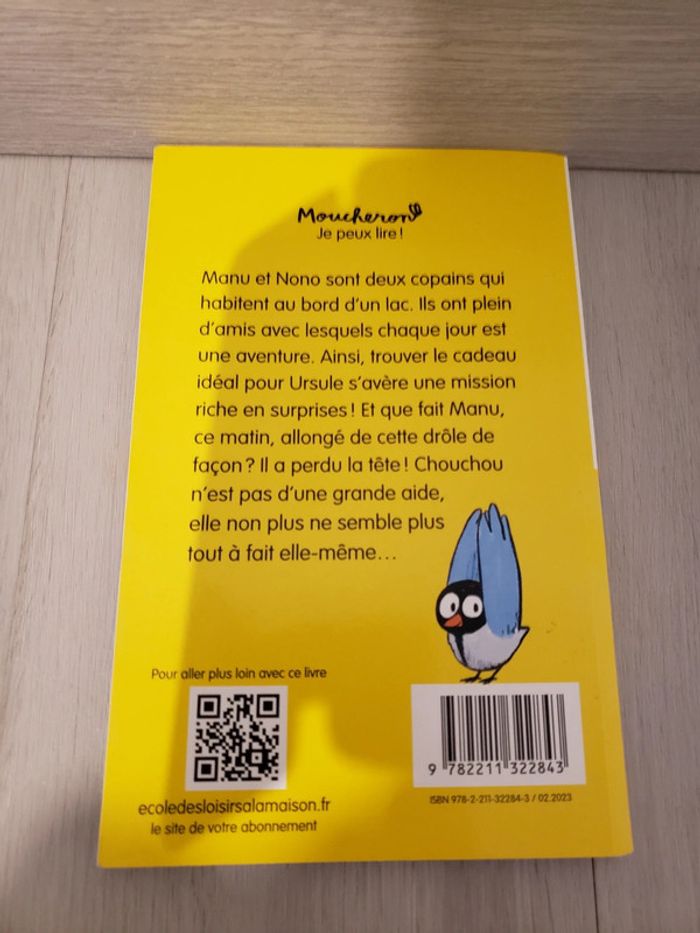 Moucheron
Je peux lire !
Manu et Nono sont deux copains qui
habitent au bord d'un lac. Ils ont plein
d'amis avec lesquels chaque jour est
une aventure. Ainsi, trouver le cadeau
idéal pour Ursule s'avère une mission
riche en surprises ! Et que fait Manu,
ce matin, allongé de cette drôle de
façon ? Il a perdu la tête ! Chouchou
n'est pas d'une grande aide,
elle non plus ne semble plus
tout à fait elle-même...
Pour aller plus loin avec ce livre
ecoledesloisirsalamaison.fr
le site de votre abonnement
9 782211 322843
ISBN 978-2-211-32284-3 / 02.2023